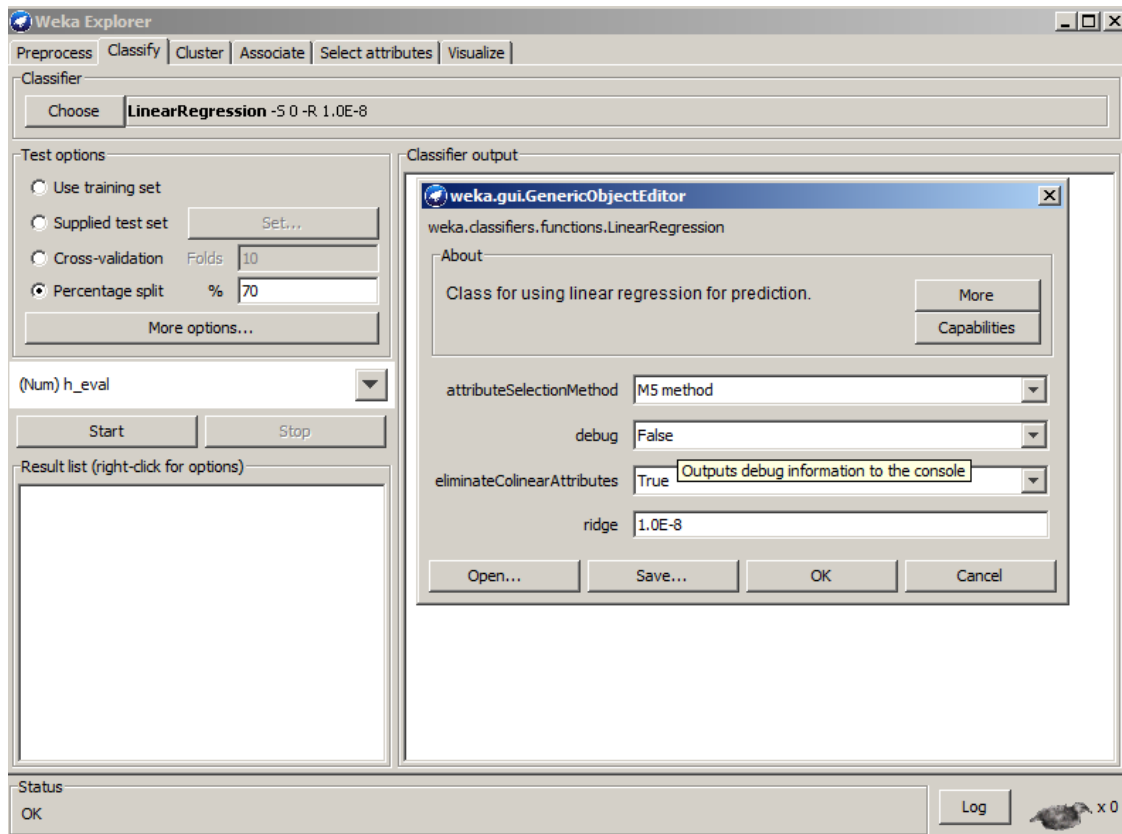 Weka Explorer
Preprocess Classify Cluster Associate Select attributes Visualize
Classifier
Choose LinearRegression -S 0 -R 1.0E-8
Test options
Use training set
Supplied test set Set...
Cross-validation Folds 10
Percentage split % 70
More options...
(Num) h_eval
Start Stop
Result list (right-click for options)
Classifier output
weka.gui.GenericObjectEditor
weka.classifiers.functions.LinearRegression
About
Class for using linear regression for prediction. More
Capabilities
attributeSelectionMethod M5 method
debug False
Outputs debug information to the console
eliminateColinearAttributes True
ridge 1.0E-8
Open... Save... OK Cancel
Status
OK
Log x 0